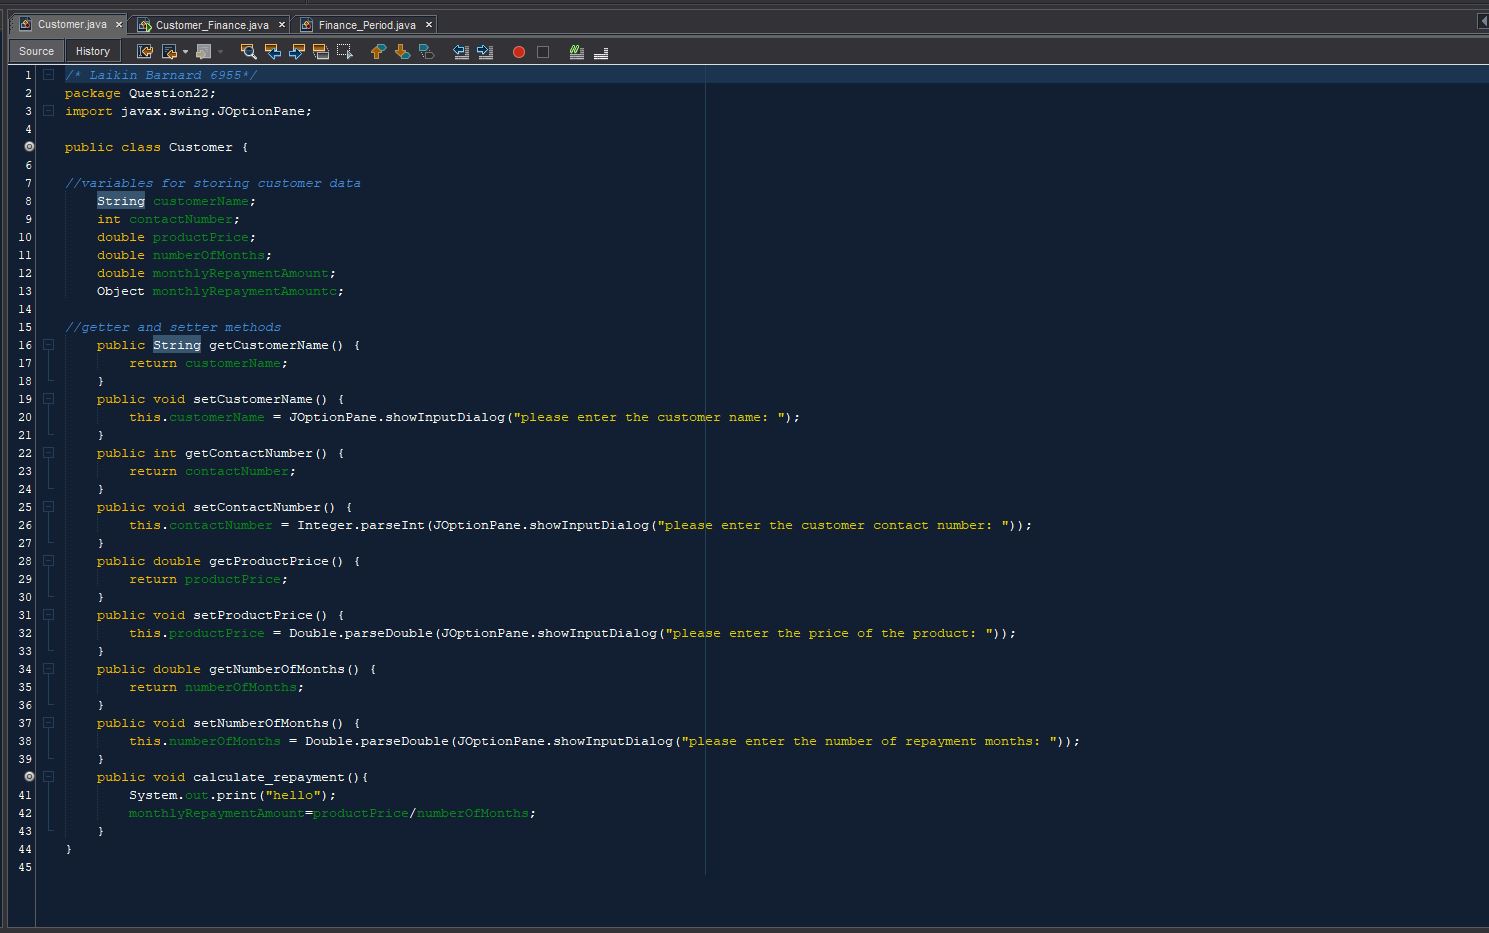 Customer.java × Customer_Finance.java × Finance_Period.java ×
Source History
1 /* Laikin Barnard 6955*/
2 package Question22;
3 import javax.swing.JOptionPane;
4
public class Customer {
6
7 //variables for storing customer data
8 String customerName;
9 int contactNumber;
10 double productPrice;
11 double numberOfMonths;
12 double monthlyRepaymentAmount;
13 Object monthlyRepaymentAmountc;
14
15 //getter and setter methods
16 public String getCustomerName() {
17 return customerName;
18 }
19 public void setCustomerName() {
20 this.customerName = JOptionPane.showInputDialog("please enter the customer name: ");
21 }
22 public int getContactNumber() {
23 return contactNumber;
24 }
25 public void setContactNumber() {
26 this.contactNumber = Integer.parseInt(JOptionPane.showInputDialog("please enter the customer contact number: "));
27 }
28 public double getProductPrice() {
29 return productPrice;
30 }
31 public void setProductPrice() {
32 this.productPrice = Double.parseDouble(JOptionPane.showInputDialog("please enter the price of the product: "));
33 }
34 public double getNumberOfMonths() {
35 return numberOfMonths;
36 }
37 public void setNumberOfMonths() {
38 this.numberOfMonths = Double.parseDouble(JOptionPane.showInputDialog("please enter the number of repayment months: "));
39 }
public void calculate_repayment(){
41 System.out.print("hello");
42 monthlyRepaymentAmount=productPrice/numberOfMonths;
43 }
44 }
45